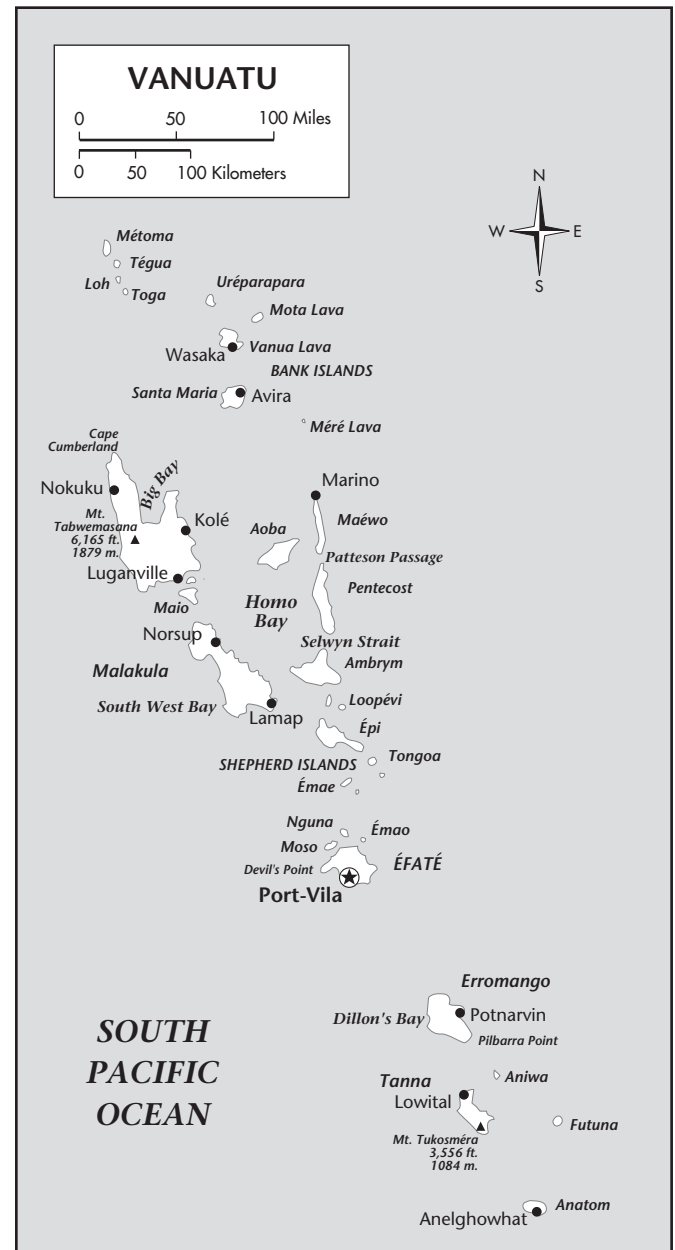 VANUATU
0 50 100 Miles
0 50 100 Kilometers
N
W E
S
Métoma
Tégua
Loh
Toga
Uréparapara
Mota Lava
Wasaka
Vanua Lava
BANK ISLANDS
Santa Maria
Avira
Méré Lava
Cape
Cumberland
Nokuku
Big Bay
Marino
Mt.
Tabwemasana
6,165 ft.
1879 m.
Kolé
Aoba
Maéwo
Patteson Passage
Luganville
Pentecost
Maio
Homo
Bay
Norsup
Selwyn Strait
Malakula
Ambrym
South West Bay
Loopévi
Lamap
Épi
Tongoa
SHEPHERD ISLANDS
Émae
Nguna
Émao
Moso
Devil's Point
ÉFATÉ
Port-Vila
Erromango
Dillon's Bay
Potnarvin
Pilbarra Point
SOUTH
PACIFIC
OCEAN
Tanna
Aniwa
Lowital
Futuna
Mt. Tukosméra
3,556 ft.
1084 m.
Anatom
Anelghowhat